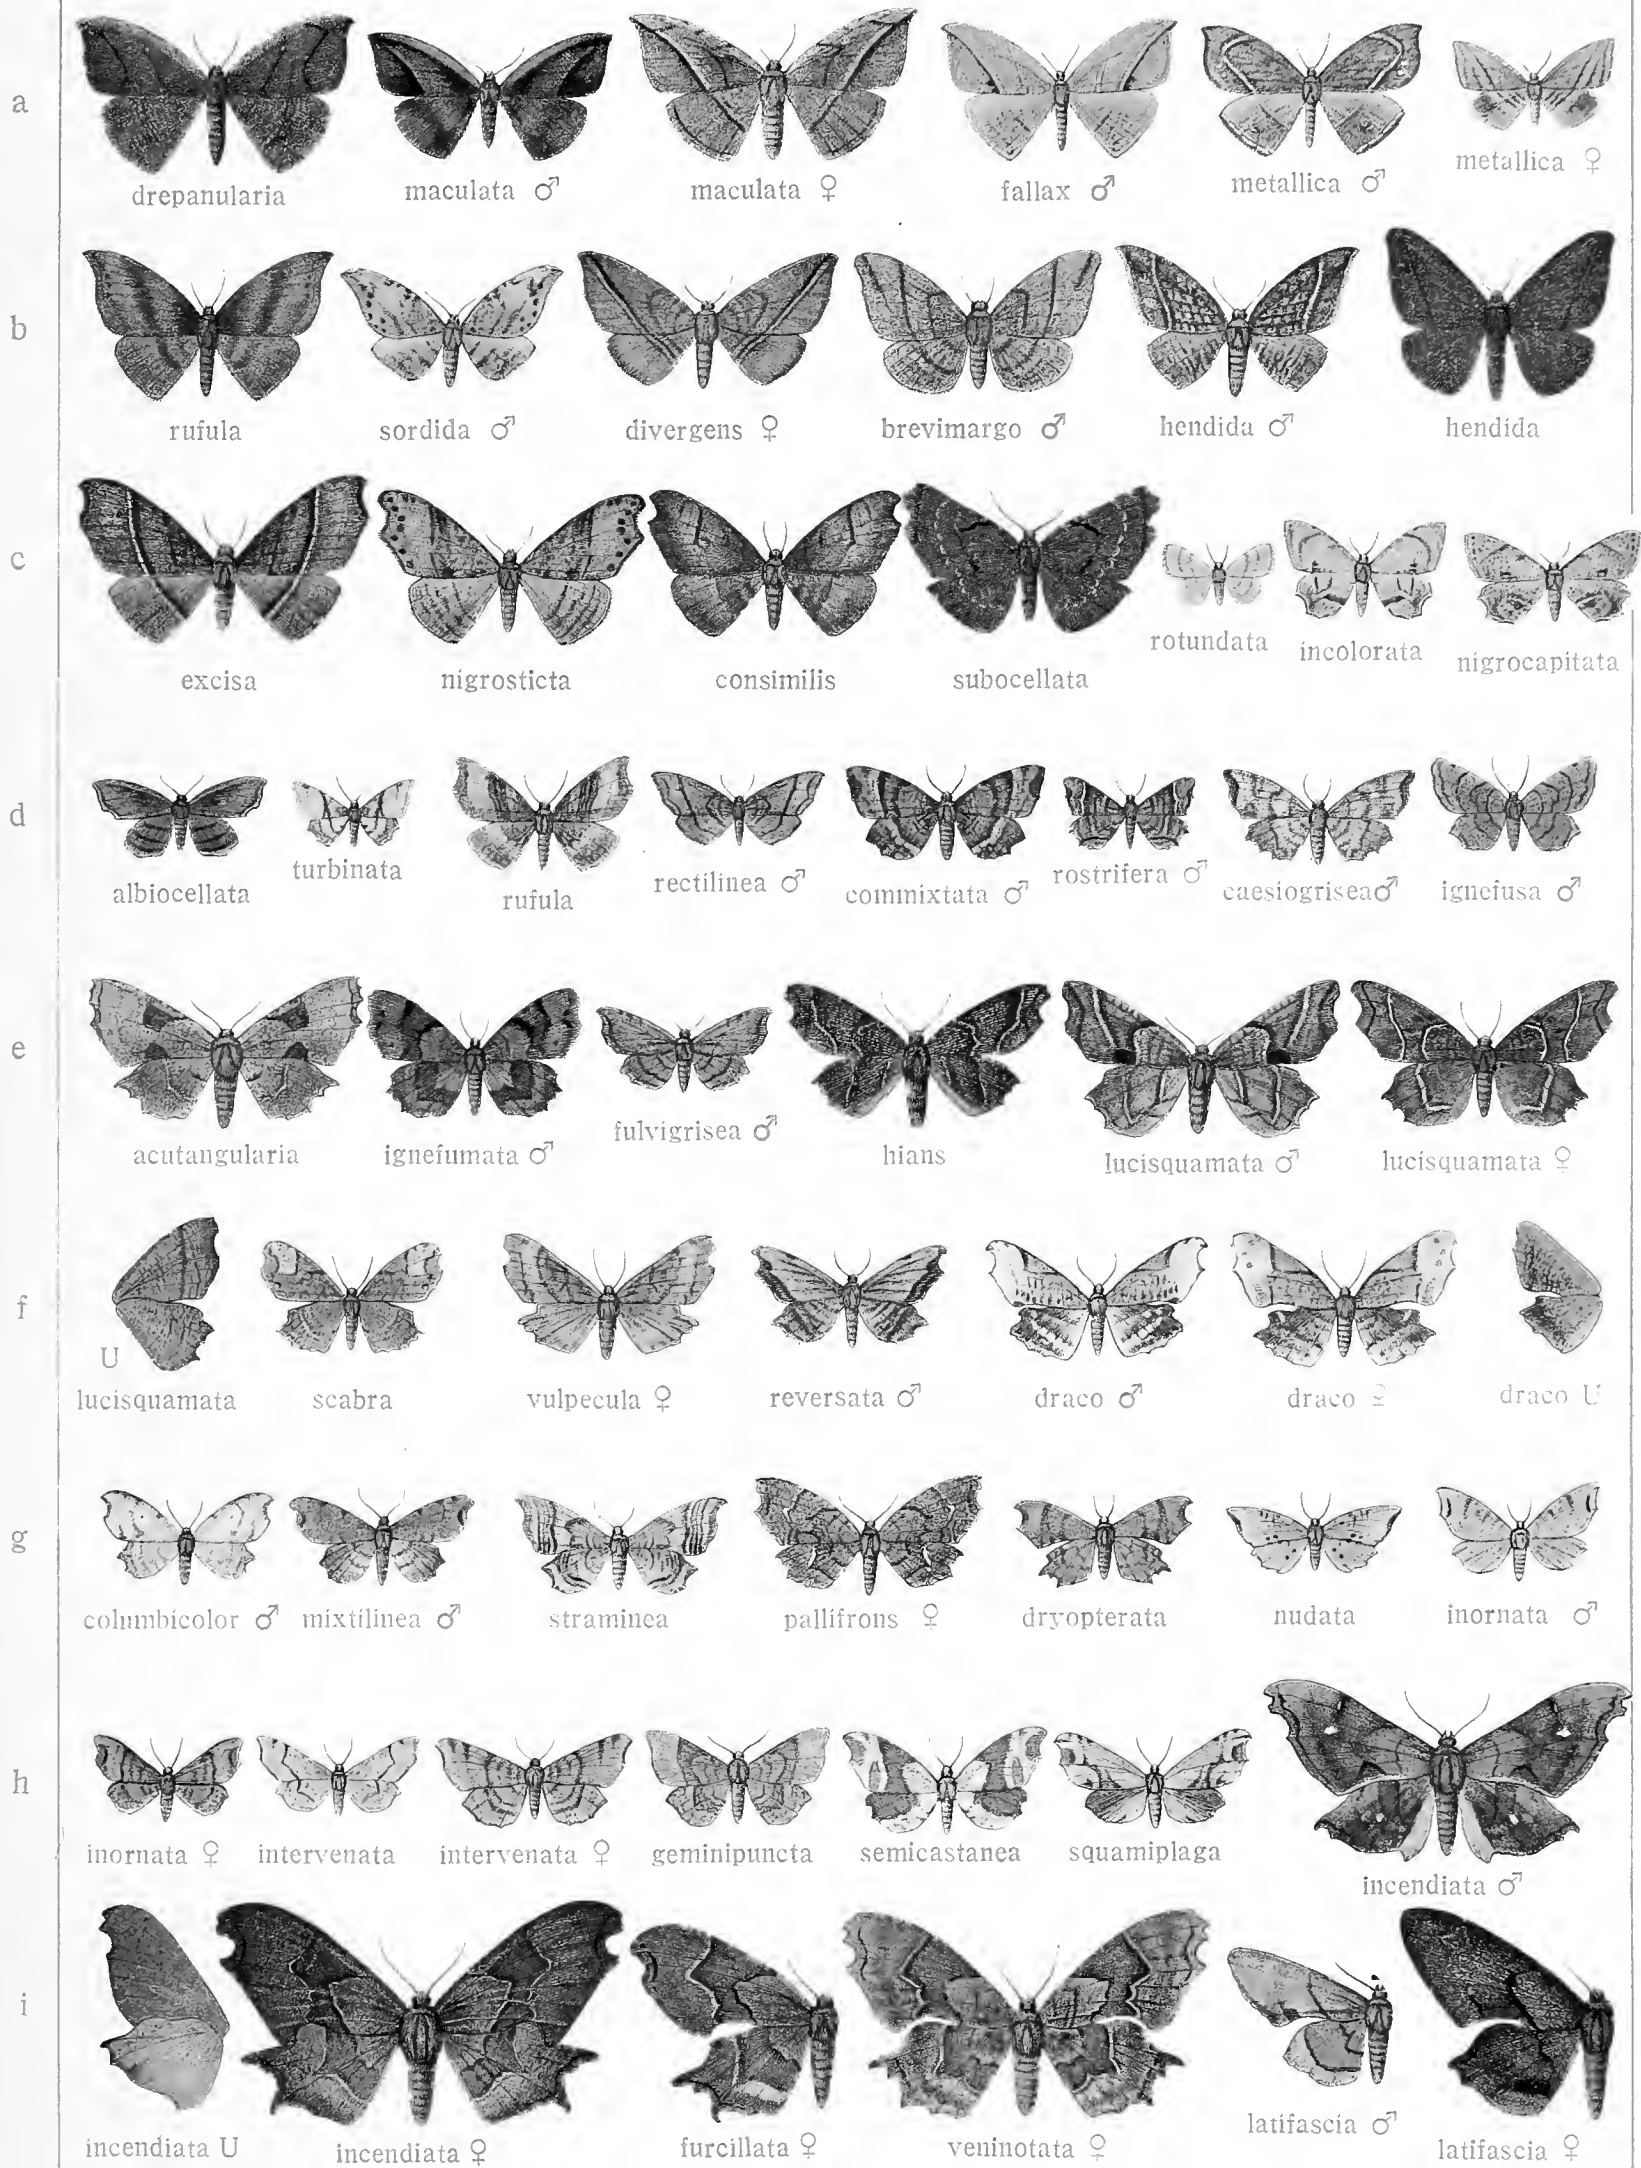 a
drepanularia maculata ♂ maculata ♀ fallax ♂ metallica ♂ metallica ♀
b
rufula sordida ♂ divergens ♀ brevimargo ♂ hendida ♂ hendida
c
excisa nigrosticta consimilis subocellata rotundata incolorata nigrocapitata
d
albiocellata turbinata rufula rectilinea ♂ commixtata ♂ rostrifera ♂ caesiogrisea ♂ ignefusa ♂
e
acutangularia ignefumata ♂ fulvigrisea ♂ hians lucisquamata ♂ lucisquamata ♀
f
U
lucisquamata scabra vulpecula ♀ reversata ♂ draco ♂ draco ♀ draco U
g
columbicolor ♂ mixtilinea ♂ straminea pallifrons ♀ dryopterata nudata inornata ♂
h
inornata ♀ intervenata intervenata ♀ geminipuncta semicastanea squamiplaga incendiata ♂
i
incendiata U incendiata ♀ furcillata ♀ veninotata ♀ latifascia ♂ latifascia ♀